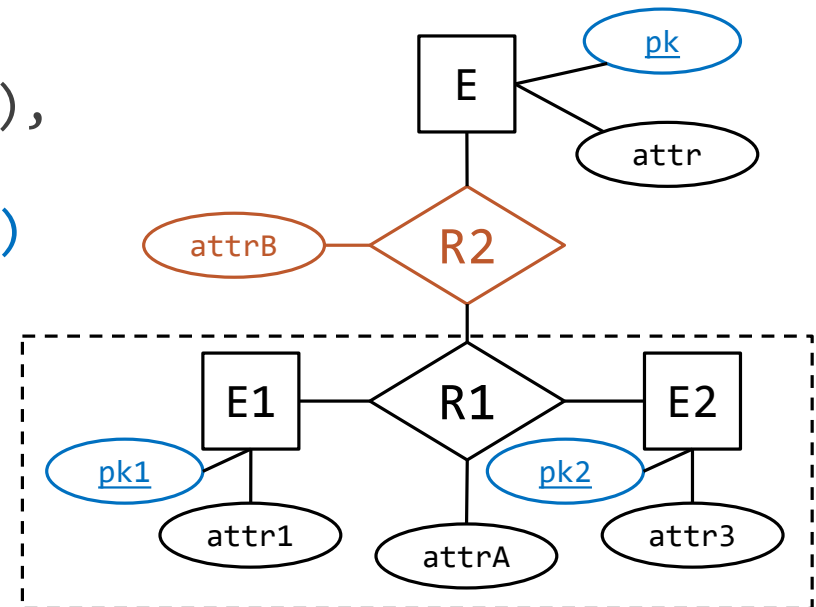 pk
E
),
attr
)
attrB
R2
E1
R1
E2
pk1
pk2
attr1
attrA
attr3